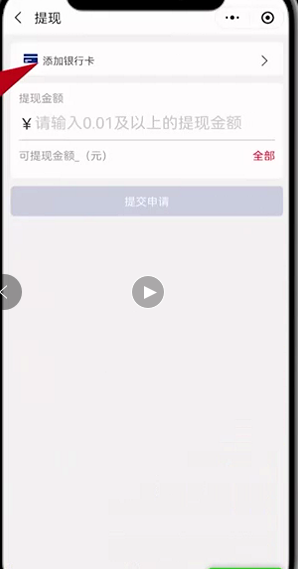 提现
添加银行卡
提现金额
¥ 请输入0.01及以上的提现金额
可提现金额_（元） 全部
提交申请